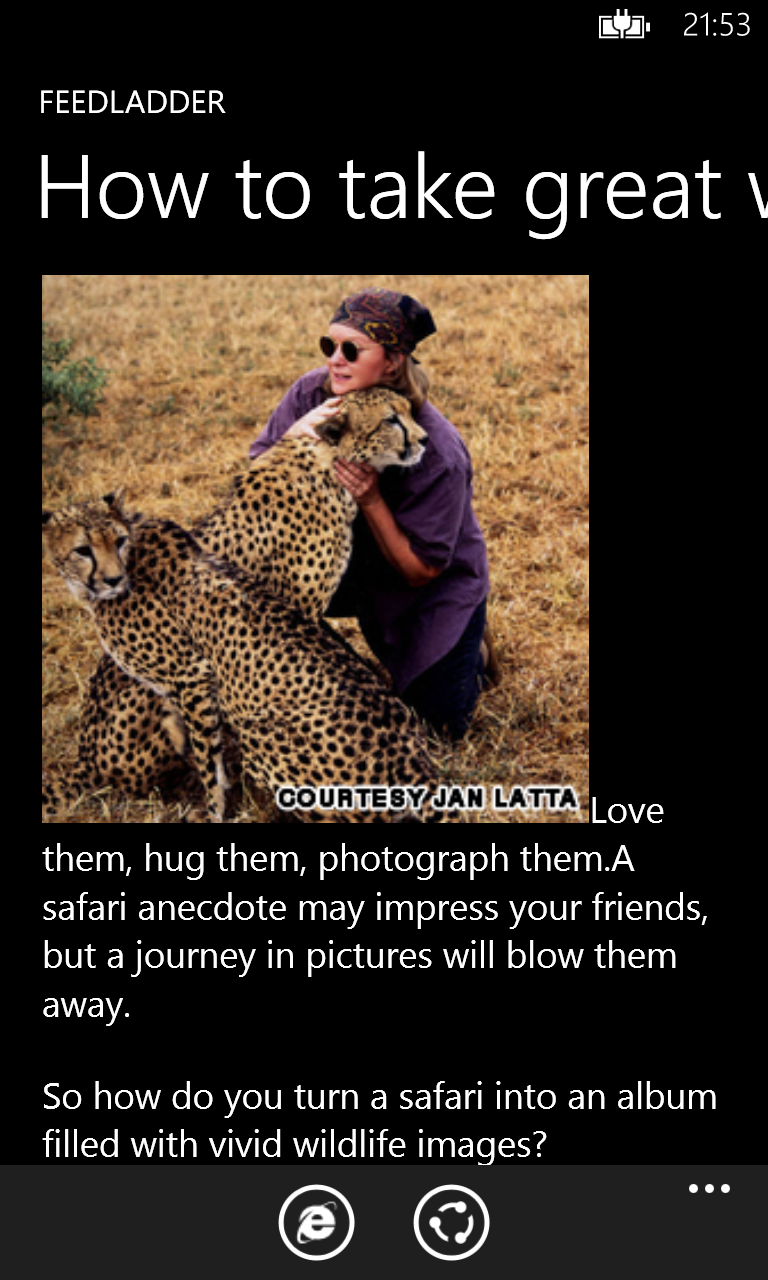 21:53
FEEDLADDER
How to take great
COURTESY JAN LATTA
Love
them, hug them, photograph them.A
safari anecdote may impress your friends,
but a journey in pictures will blow them
away.
So how do you turn a safari into an album
filled with vivid wildlife images?